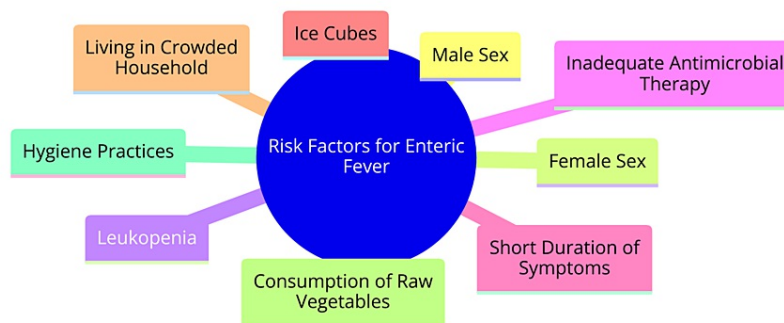 Ice Cubes
Living in Crowded
Household
Male Sex
Inadequate Antimicrobial
Therapy
Hygiene Practices
Risk Factors for Enteric
Fever
Female Sex
Leukopenia
Short Duration of
Symptoms
Consumption of Raw
Vegetables